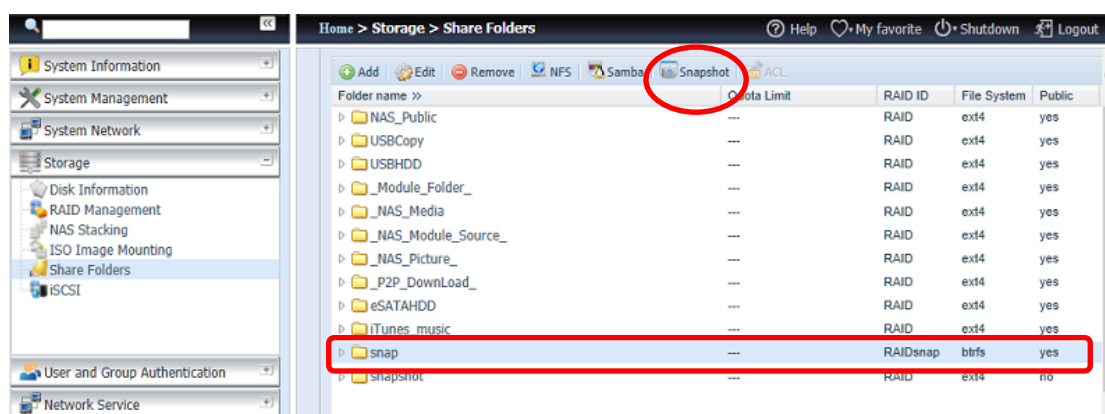 Home > Storage > Share Folders
Help My favorite Shutdown Logout
System Information
System Management
System Network
Storage
Disk Information
RAID Management
NAS Stacking
ISO Image Mounting
Share Folders
iSCSI
User and Group Authentication
Network Service
Add Edit Remove NFS Samba Snapshot ACL
Folder name » Quota Limit RAID ID File System Public
NAS_Public --- RAID ext4 yes
USBCopy --- RAID ext4 yes
USBHDD --- RAID ext4 yes
_Module_Folder_ --- RAID ext4 yes
_NAS_Media --- RAID ext4 yes
_NAS_Module_Source_ --- RAID ext4 yes
_NAS_Picture_ --- RAID ext4 yes
_P2P_DownLoad_ --- RAID ext4 yes
eSATAHDD --- RAID ext4 yes
iTunes_music --- RAID ext4 yes
snap --- RAIDsnap btrfs yes
snapshot --- RAID ext4 no